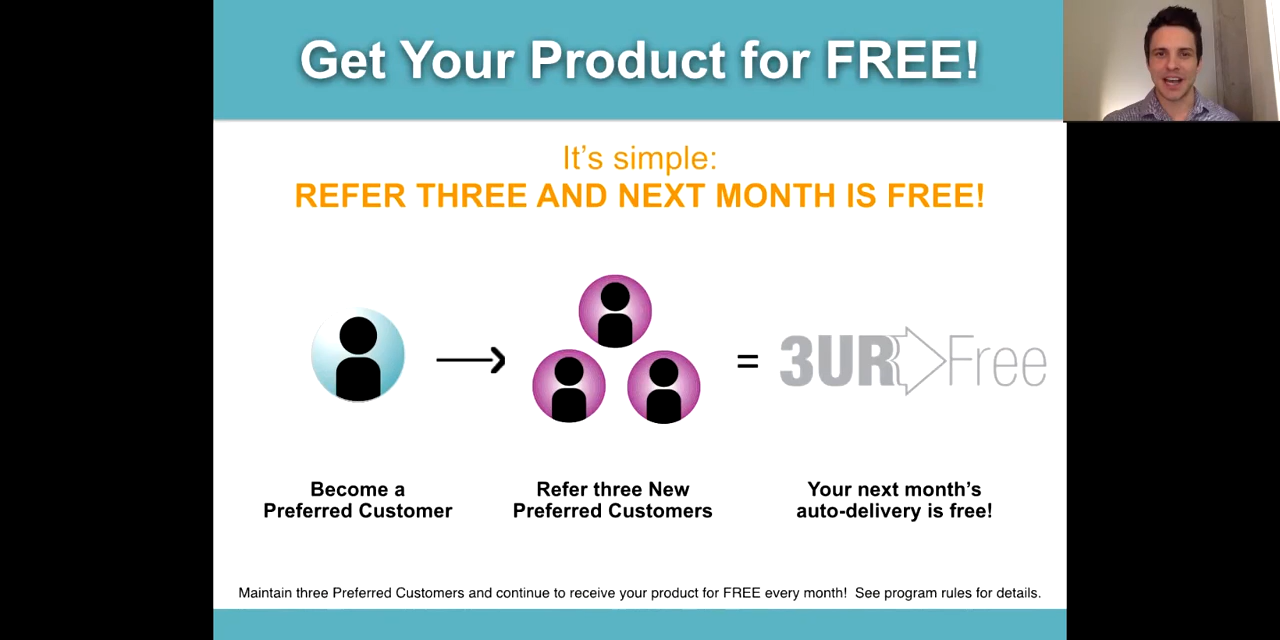 Get Your Product for FREE!
It's simple:
REFER THREE AND NEXT MONTH IS FREE!
=
3UR Free
Become a
Preferred Customer
Refer three New
Preferred Customers
Your next month's
auto-delivery is free!
Maintain three Preferred Customers and continue to receive your product for FREE every month! See program rules for details.